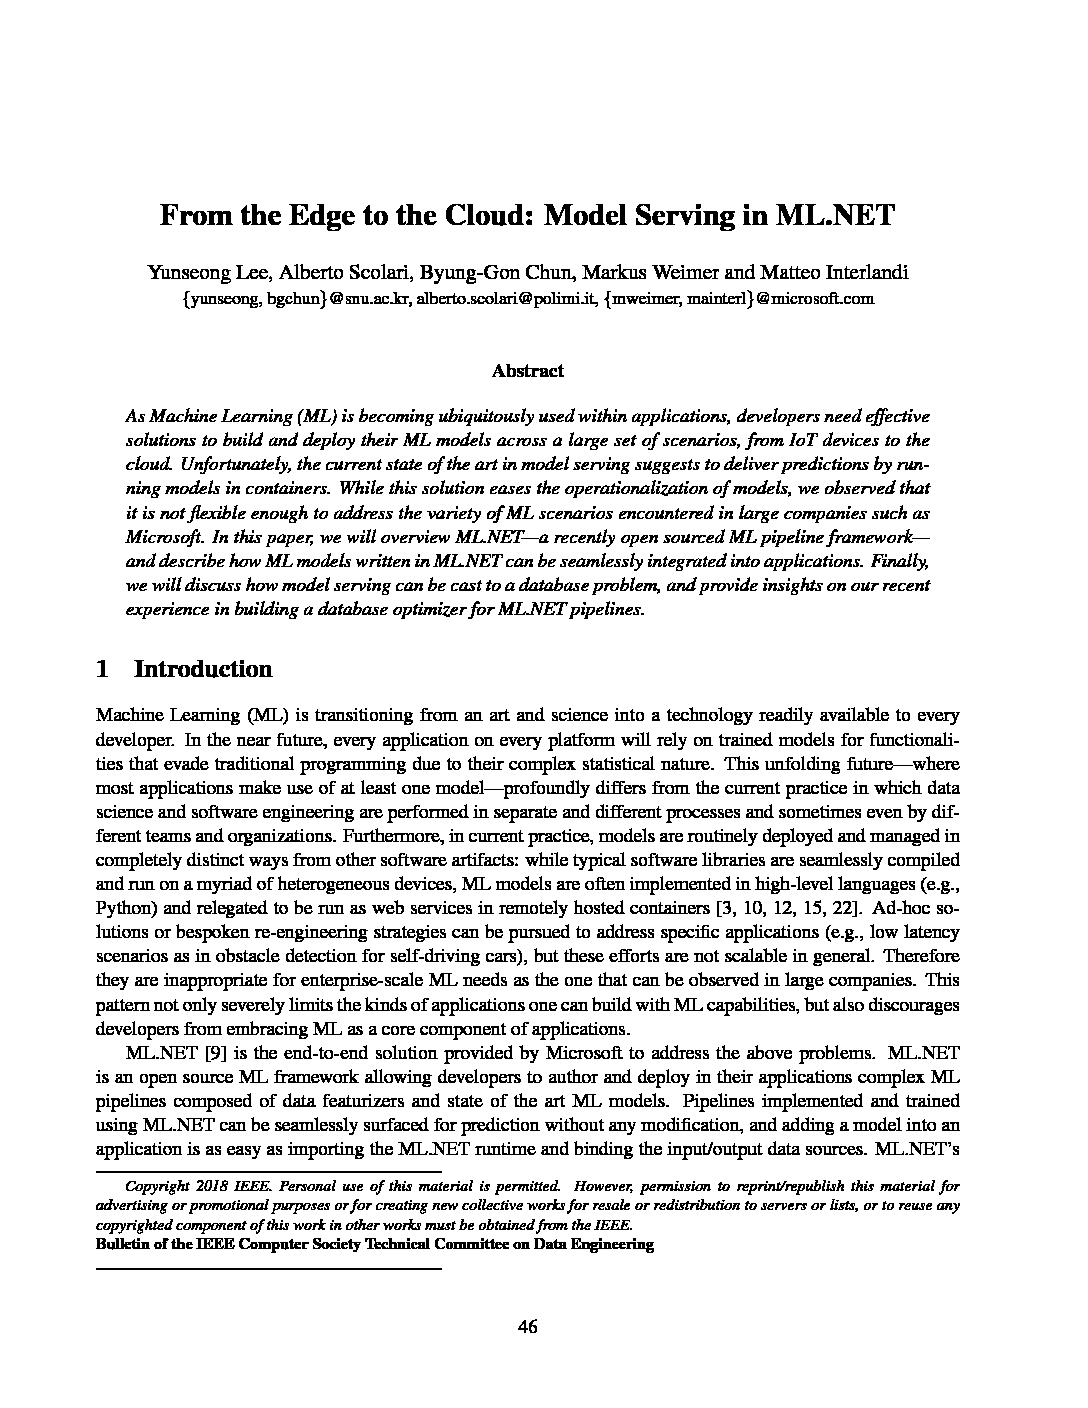 From the Edge to the Cloud: Model Serving in ML.NET
Yunseong Lee, Alberto Scolari, Byung-Gon Chun, Markus Weimer and Matteo Interlandi
{yunseong, bgchun}@snu.ac.kr, alberto.scolari@polimi.it, {mweimer, mainterl}@microsoft.com
Abstract
As Machine Learning (ML) is becoming ubiquitously used within applications, developers need effective
solutions to build and deploy their ML models across a large set of scenarios, from IoT devices to the
cloud. Unfortunately, the current state of the art in model serving suggests to deliver predictions by run-
ning models in containers. While this solution eases the operationalization of models, we observed that
it is not flexible enough to address the variety of ML scenarios encountered in large companies such as
Microsoft. In this paper, we will overview ML.NET—a recently open sourced ML pipeline framework—
and describe how ML models written in ML.NET can be seamlessly integrated into applications. Finally,
we will discuss how model serving can be cast to a database problem, and provide insights on our recent
experience in building a database optimizer for ML.NET pipelines.
1 Introduction
Machine Learning (ML) is transitioning from an art and science into a technology readily available to every
developer. In the near future, every application on every platform will rely on trained models for functionali-
ties that evade traditional programming due to their complex statistical nature. This unfolding future—where
most applications make use of at least one model—profoundly differs from the current practice in which data
science and software engineering are performed in separate and different processes and sometimes even by dif-
ferent teams and organizations. Furthermore, in current practice, models are routinely deployed and managed in
completely distinct ways from other software artifacts: while typical software libraries are seamlessly compiled
and run on a myriad of heterogeneous devices, ML models are often implemented in high-level languages (e.g.,
Python) and relegated to be run as web services in remotely hosted containers [3, 10, 12, 15, 22]. Ad-hoc so-
lutions or bespoke re-engineering strategies can be pursued to address specific applications (e.g., low latency
scenarios as in obstacle detection for self-driving cars), but these efforts are not scalable in general. Therefore
they are inappropriate for enterprise-scale ML needs as the one that can be observed in large companies. This
pattern not only severely limits the kinds of applications one can build with ML capabilities, but also discourages
developers from embracing ML as a core component of applications.
ML.NET [9] is the end-to-end solution provided by Microsoft to address the above problems. ML.NET
is an open source ML framework allowing developers to author and deploy in their applications complex ML
pipelines composed of data featurizers and state of the art ML models. Pipelines implemented and trained
using ML.NET can be seamlessly surfaced for prediction without any modification, and adding a model into an
application is as easy as importing the ML.NET runtime and binding the input/output data sources. ML.NET's
Copyright 2018 IEEE. Personal use of this material is permitted. However, permission to reprint/republish this material for
advertising or promotional purposes or for creating new collective works for resale or redistribution to servers or lists, or to reuse any
copyrighted component of this work in other works must be obtained from the IEEE.
Bulletin of the IEEE Computer Society Technical Committee on Data Engineering
46